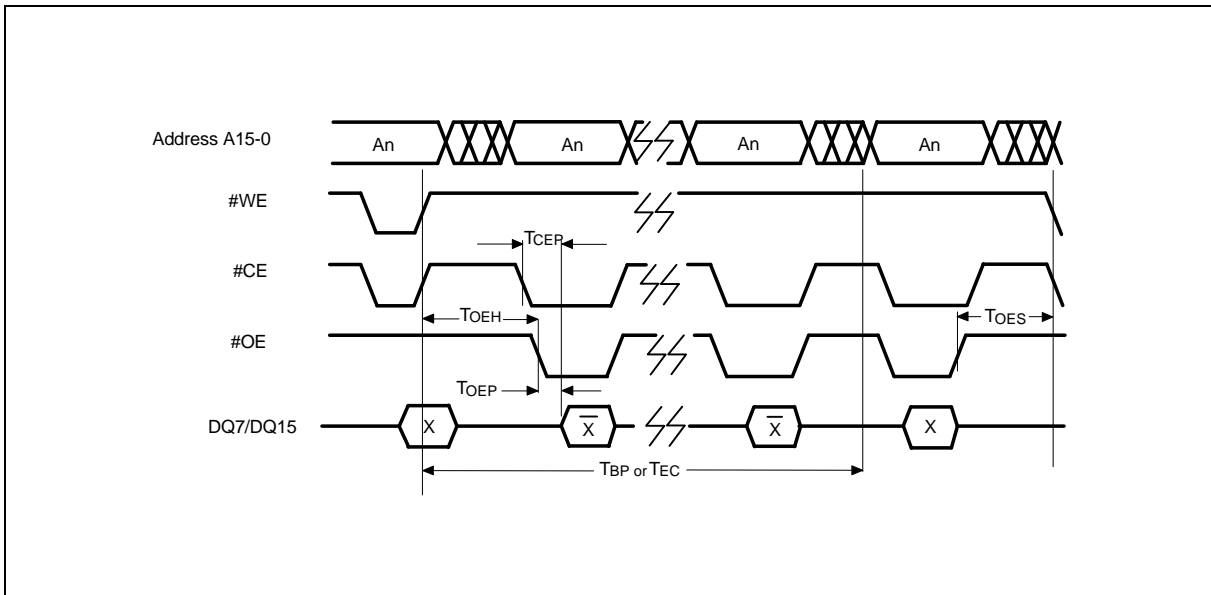 Address A15-0 An An An An
#WE
TCEP
#CE
TOEH TOES
#OE
TOEP
DQ7/DQ15 X X̅ X̅ X
TBP or TEC